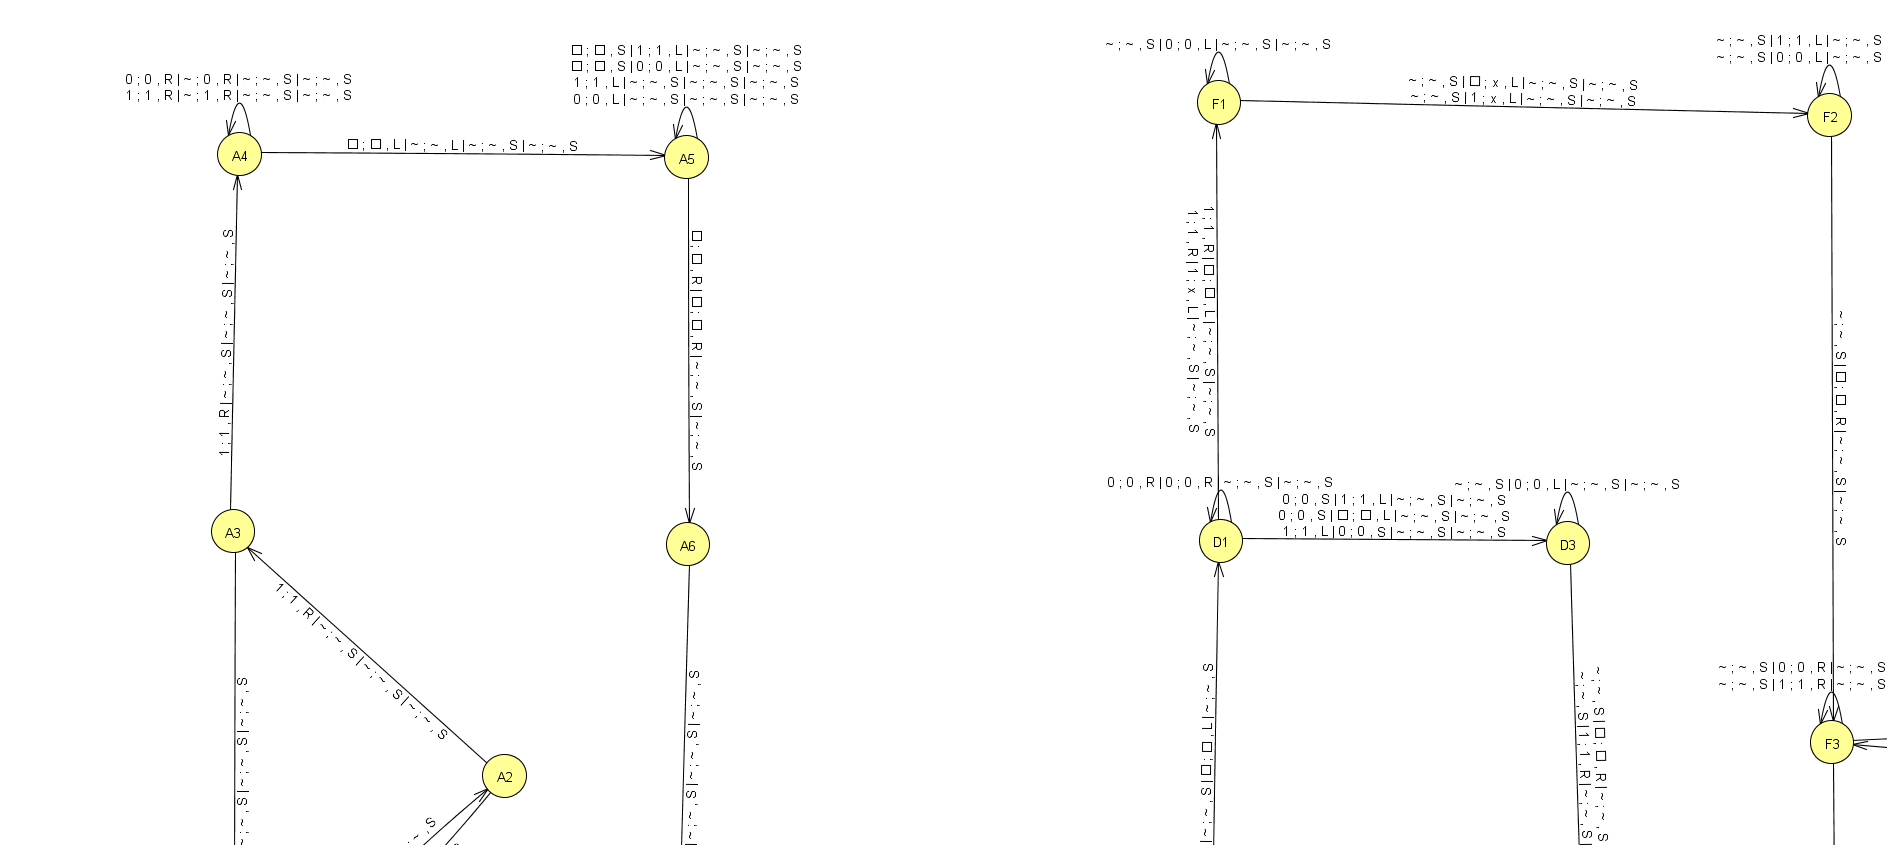 0;0,R|~;0,R|~;~,S|~;~,S
1;1,R|~;1,R|~;~,S|~;~,S
A4
□;□,L|~;~,L|~;~,S|~;~,S
□;□,S|1;1,L|~;~,S|~;~,S
□;□,S|0;0,L|~;~,S|~;~,S
1;1,L|~;~,S|~;~,S|~;~,S
0;0,L|~;~,S|~;~,S|~;~,S
A5
1;1,R|~;~,S|~;~,S|~;~,S
□;□,R|□;□,R|~;~,S|~;~,S
A3
A6
1;1,R|~;~,S|~;~,S|~;~,S
A2
~;~,S|0;0,L|~;~,S|~;~,S
F1
~;~,S|□;x,L|~;~,S|~;~,S
~;~,S|1;x,L|~;~,S|~;~,S
~;~,S|1;1,L|~;~,S
~;~,S|0;0,L|~;~,S
F2
1;1,R|□;□,L|~;~,S|~;~,S
1;1,R|1;x,L|~;~,S|~;~,S
~;~,S|□;□,R|~;~,S|~;~,S
0;0,R|0;0,R|~;~,S|~;~,S
D1
0;0,S|1;1,L|~;~,S|~;~,S
0;0,S|□;□,L|~;~,S|~;~,S
1;1,L|0;0,S|~;~,S|~;~,S
~;~,S|0;0,L|~;~,S|~;~,S
D3
~;~,S|□;□,R|~;~,S
~;~,S|1;1,R|~;~,S
~;~,S|0;0,R|~;~,S
~;~,S|1;1,R|~;~,S
F3